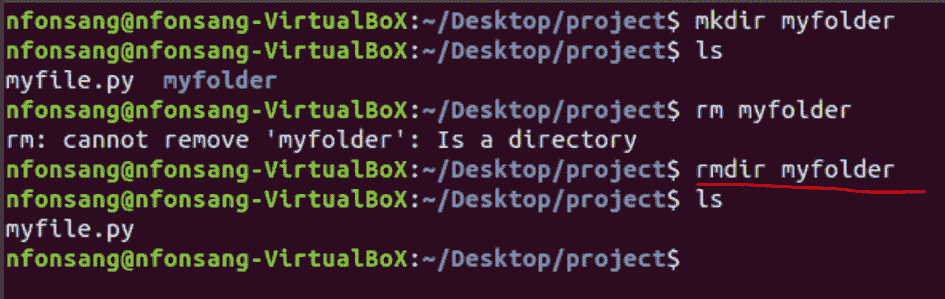 nfonsang@nfonsang-VirtualBoX:~/Desktop/project$ mkdir myfolder
nfonsang@nfonsang-VirtualBoX:~/Desktop/project$ ls
myfile.py  myfolder
nfonsang@nfonsang-VirtualBoX:~/Desktop/project$ rm myfolder
rm: cannot remove 'myfolder': Is a directory
nfonsang@nfonsang-VirtualBoX:~/Desktop/project$ rmdir myfolder
nfonsang@nfonsang-VirtualBoX:~/Desktop/project$ ls
myfile.py
nfonsang@nfonsang-VirtualBoX:~/Desktop/project$